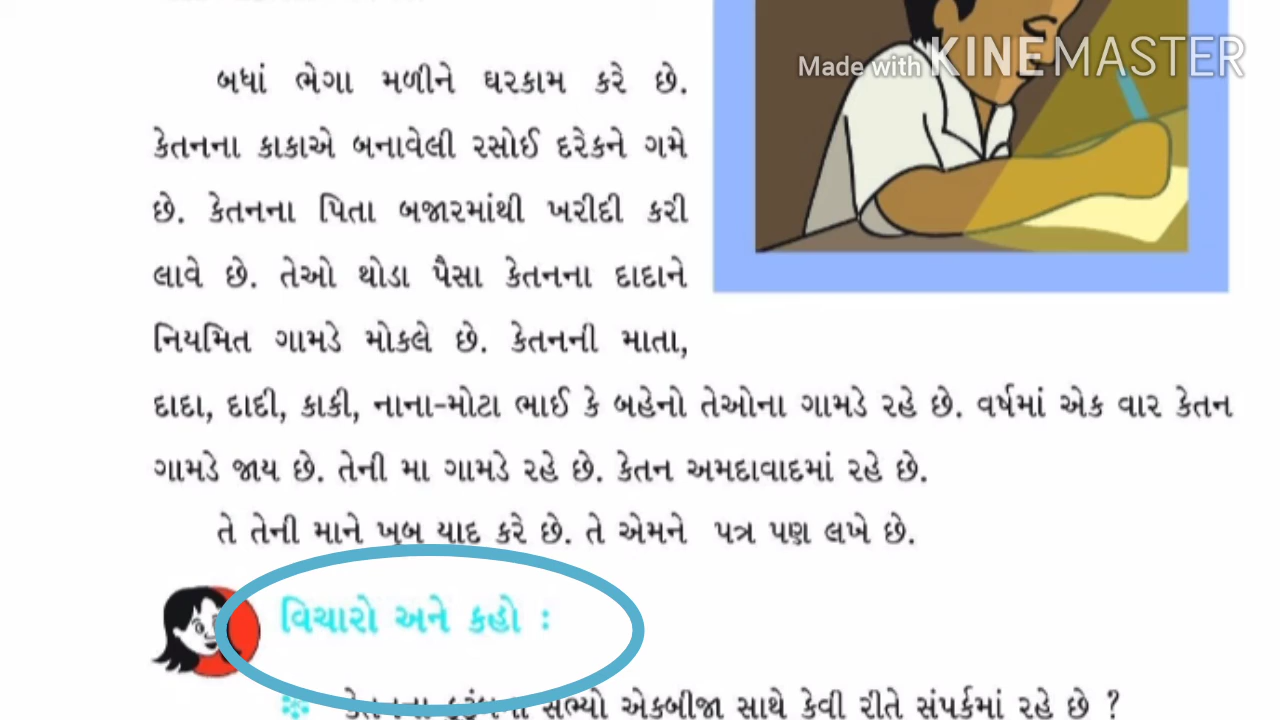 Made with KINEMASTER
બધાં ભેગા મળીને ઘરકામ કરે છે.
કેતનના કાકાએ બનાવેલી રસોઈ દરેકને ગમે
છે. કેતનના પિતા બજારમાંથી ખરીદી કરી
લાવે છે. તેઓ થોડા પૈસા કેતનના દાદાને
નિયમિત ગામડે મોકલે છે. કેતનની માતા,
દાદા, દાદી, કાકી, નાના-મોટા ભાઈ કે બહેનો તેઓના ગામડે રહે છે. વર્ષમાં એક વાર કેતન
ગામડે જાય છે. તેની મા ગામડે રહે છે. કેતન અમદાવાદમાં રહે છે.
તે તેની માને ખૂબ યાદ કરે છે. તે એમને પત્ર પણ લખે છે.
વિચારો અને કહો :
કેતનના કુટુંબના સભ્યો એકબીજા સાથે કેવી રીતે સંપર્કમાં રહે છે ?